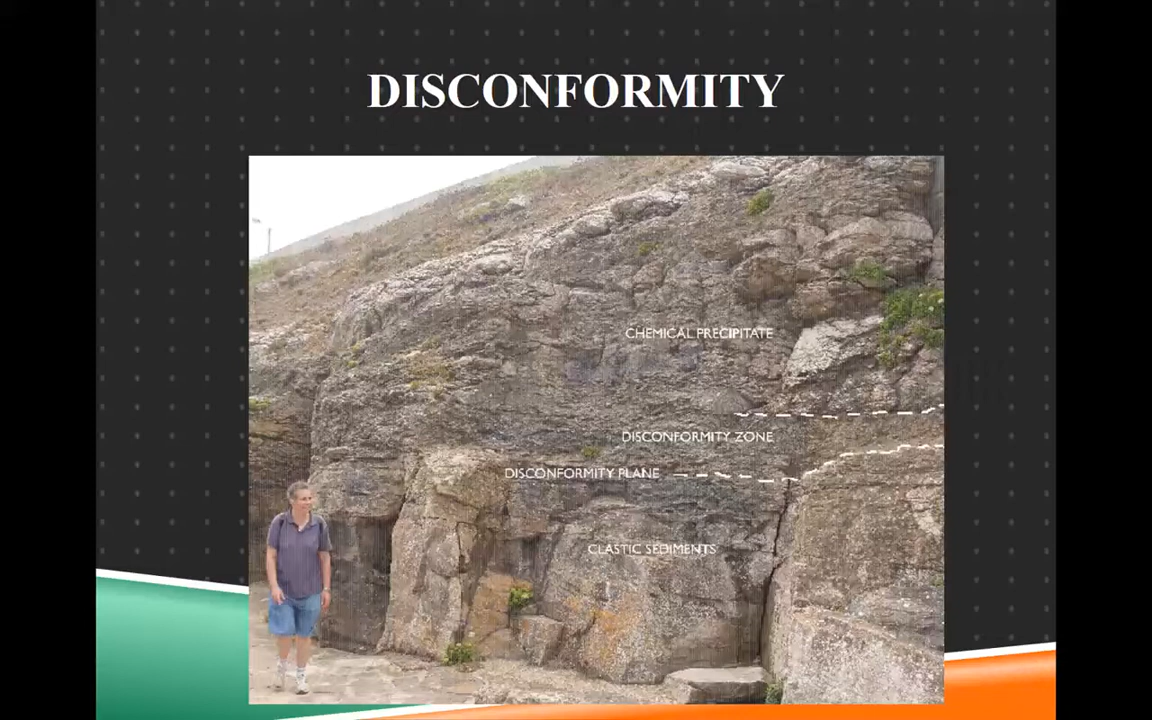 DISCONFORMITY
CHEMICAL PRECIPITATE
DISCONFORMITY ZONE
DISCONFORMITY PLANE
CLASTIC SEDIMENTS